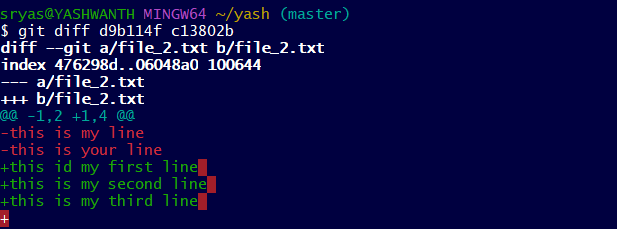 sryas@YASHWANTH MINGW64 ~/yash (master)
$ git diff d9b114f c13802b
diff --git a/file_2.txt b/file_2.txt
index 476298d..06048a0 100644
--- a/file_2.txt
+++ b/file_2.txt
@@ -1,2 +1,4 @@
-this is my line
-this is your line
+this id my first line
+this is my second line
+this is my third line
+